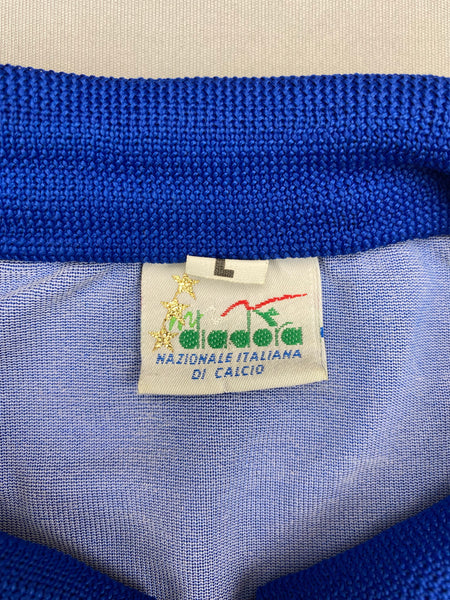 L
diadora
NAZIONALE ITALIANA
DI CALCIO